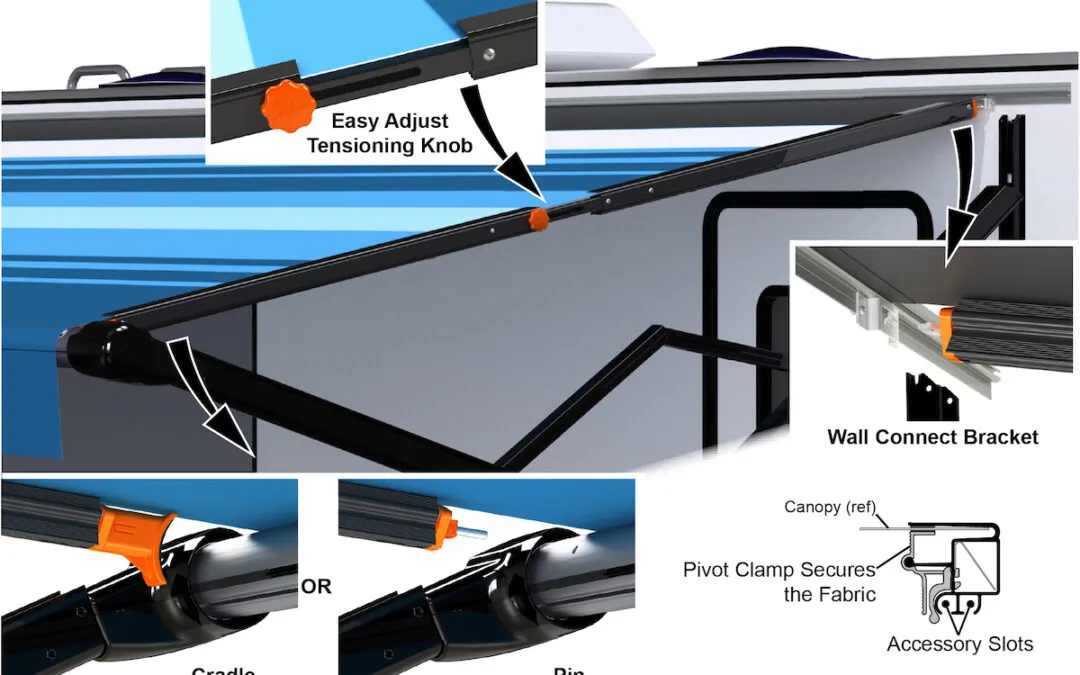 Easy Adjust
Tensioning Knob
Wall Connect Bracket
Canopy (ref)
Pivot Clamp Secures
the Fabric
Accessory Slots
OR
Cradle
Pin